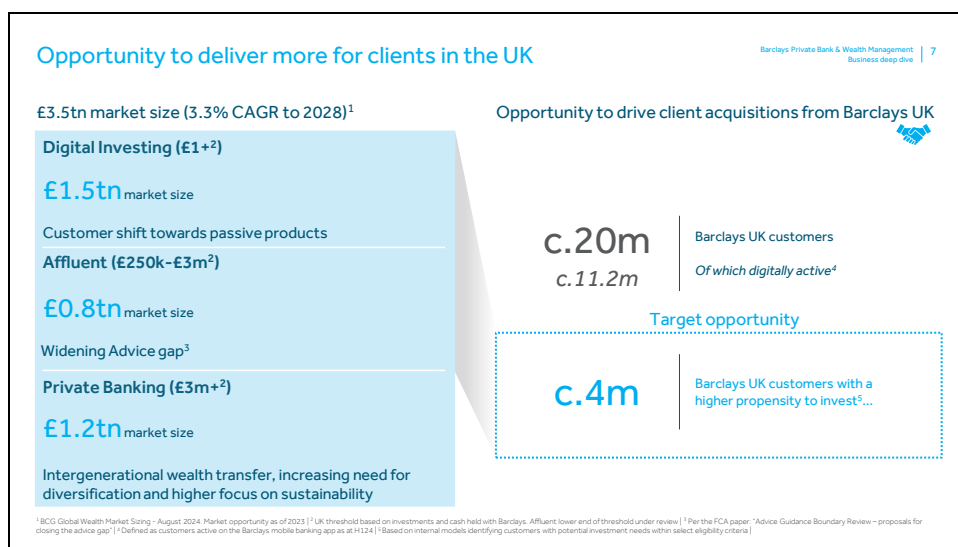 Opportunity to deliver more for clients in the UK
Barclays Private Bank & Wealth Management
Business deep dive
7
£3.5tn market size (3.3% CAGR to 2028)¹
Digital Investing (£1+²)
£1.5tn market size
Customer shift towards passive products
Affluent (£250k-£3m²)
£0.8tn market size
Widening Advice gap³
Private Banking (£3m+²)
£1.2tn market size
Intergenerational wealth transfer, increasing need for
diversification and higher focus on sustainability
Opportunity to drive client acquisitions from Barclays UK
c.20m
Barclays UK customers
c.11.2m
Of which digitally active⁴
Target opportunity
c.4m
Barclays UK customers with a
higher propensity to invest⁵...
¹ BCG Global Wealth Market Sizing - August 2024. Market opportunity as of 2023 | ² UK threshold based on investments and cash held with Barclays. Affluent lower end of threshold under review | ³ Per the FCA paper: "Advice Guidance Boundary Review – proposals for
closing the advice gap" | ⁴ Defined as customers active on the Barclays mobile banking app as at H124 | ⁵ Based on internal models identifying customers with potential investment needs within select eligibility criteria |